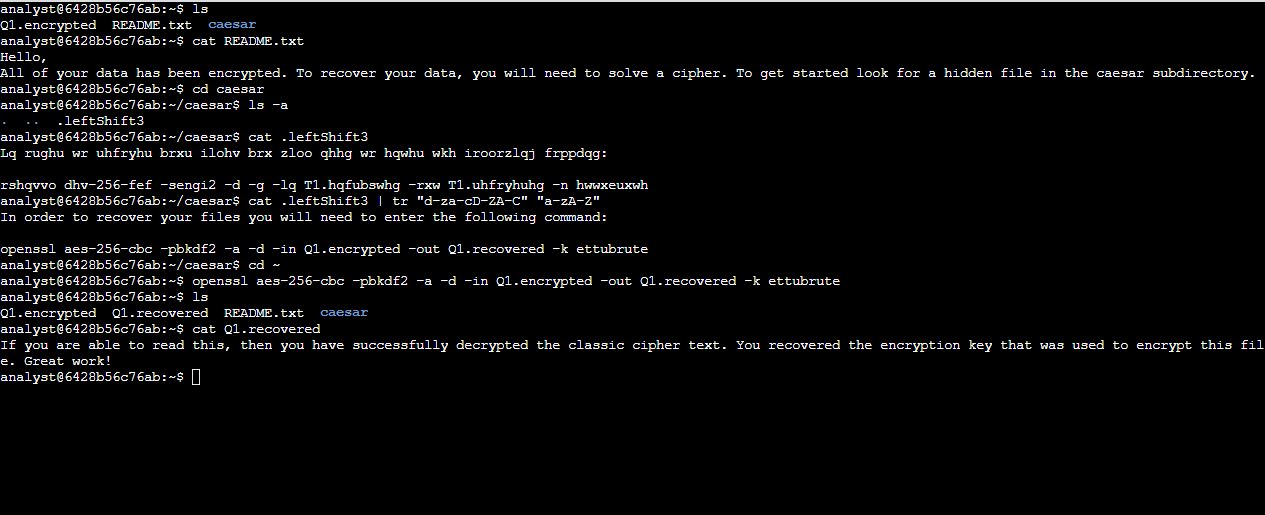 analyst@6428b56c76ab:~$ ls
Q1.encrypted  README.txt  caesar
analyst@6428b56c76ab:~$ cat README.txt
Hello,
All of your data has been encrypted. To recover your data, you will need to solve a cipher. To get started look for a hidden file in the caesar subdirectory.
analyst@6428b56c76ab:~$ cd caesar
analyst@6428b56c76ab:~/caesar$ ls -a
.  ..  .leftShift3
analyst@6428b56c76ab:~/caesar$ cat .leftShift3
Lq rughu wr uhfryhu brxu ilohv brx zloo qhhg wr hqwhu wkh iroorzlqj frppdqg:

rshqvvo dhv-256-fef -sengi2 -d -g -lq T1.hqfubswhg -rxw T1.uhfryhuhg -n hwwxeuxwh
analyst@6428b56c76ab:~/caesar$ cat .leftShift3 | tr "d-za-cD-ZA-C" "a-zA-Z"
In order to recover your files you will need to enter the following command:

openssl aes-256-cbc -pbkdf2 -a -d -in Q1.encrypted -out Q1.recovered -k ettubrute
analyst@6428b56c76ab:~/caesar$ cd ~
analyst@6428b56c76ab:~$ openssl aes-256-cbc -pbkdf2 -a -d -in Q1.encrypted -out Q1.recovered -k ettubrute
analyst@6428b56c76ab:~$ ls
Q1.encrypted  Q1.recovered  README.txt  caesar
analyst@6428b56c76ab:~$ cat Q1.recovered
If you are able to read this, then you have successfully decrypted the classic cipher text. You recovered the encryption key that was used to encrypt this fil
e. Great work!
analyst@6428b56c76ab:~$